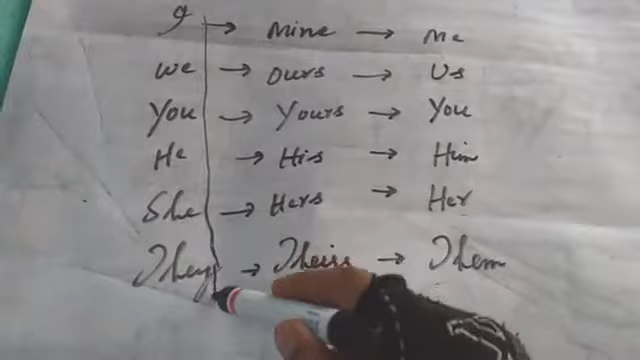 I → Mine → Me
We → Ours → Us
You → Yours → You
He → His → Him
She → Hers → Her
They → Theirs → Them